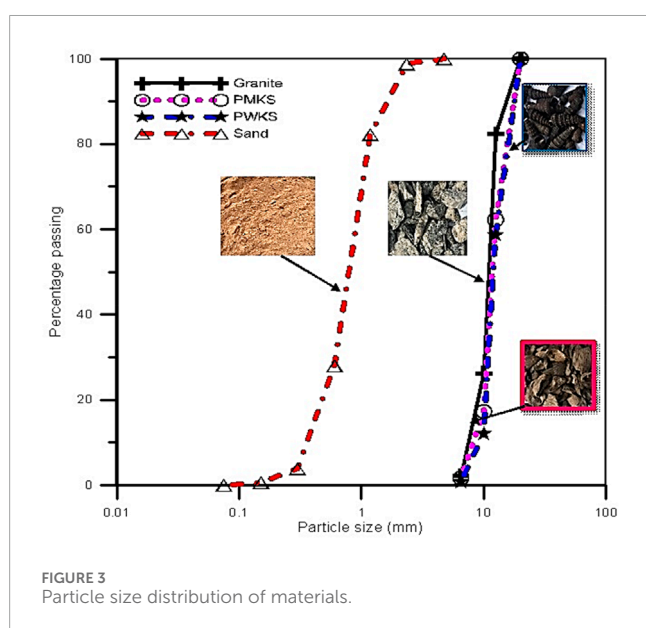 100
80
60
40
20
0
Percentage passing
Granite
PMKS
PWKS
Sand
0.01
0.1
1
10
100
Particle size (mm)
FIGURE 3
Particle size distribution of materials.